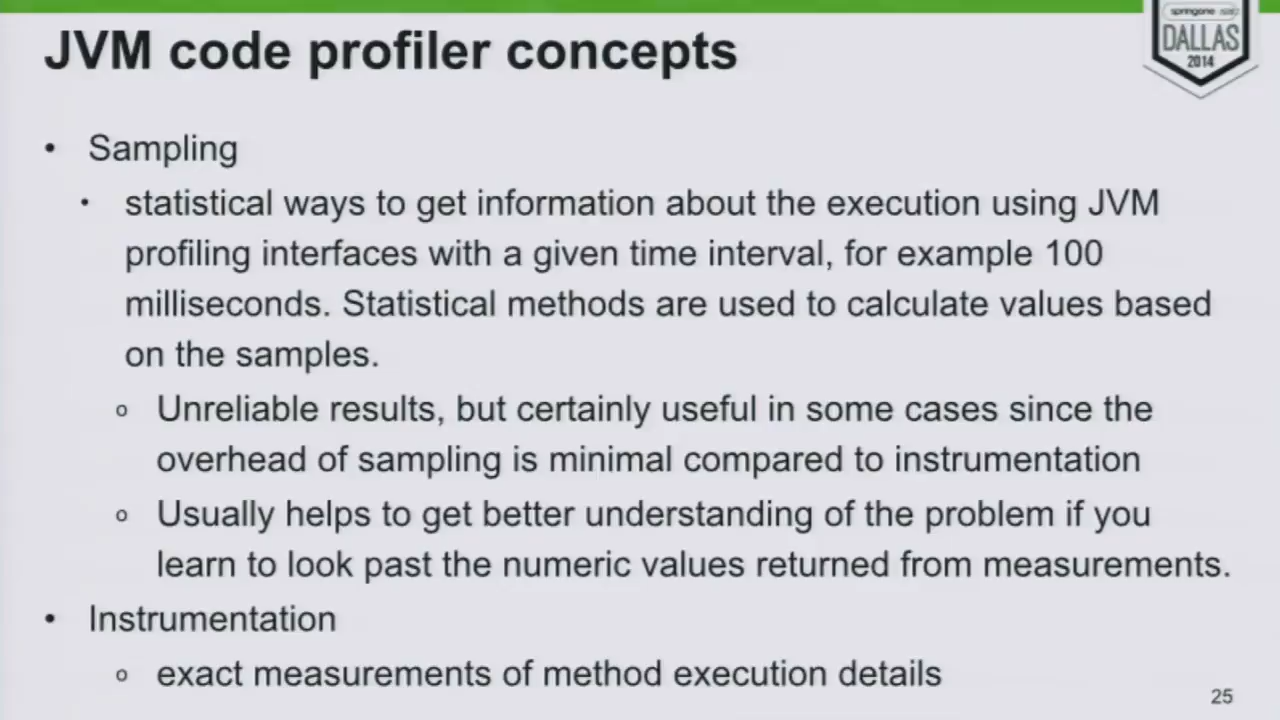 springone
DALLAS
2014
JVM code profiler concepts
• Sampling
• statistical ways to get information about the execution using JVM
profiling interfaces with a given time interval, for example 100
milliseconds. Statistical methods are used to calculate values based
on the samples.
o Unreliable results, but certainly useful in some cases since the
overhead of sampling is minimal compared to instrumentation
o Usually helps to get better understanding of the problem if you
learn to look past the numeric values returned from measurements.
• Instrumentation
o exact measurements of method execution details
25